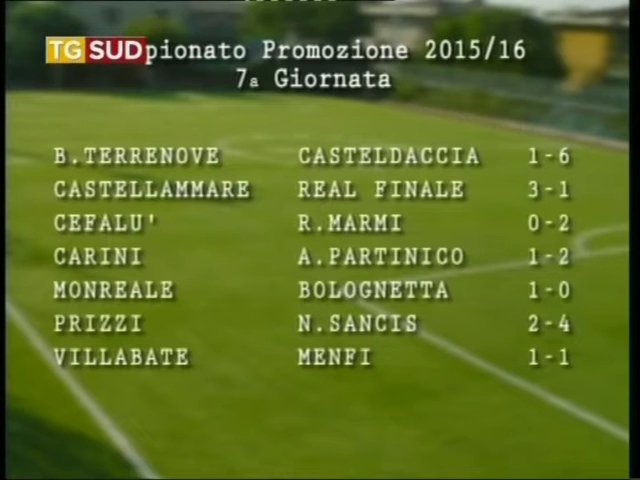 TG SUD pionato Promozione 2015/16
7a Giornata
B.TERRENOVE CASTELDACCIA 1-6
CASTELLAMMARE REAL FINALE 3-1
CEFALU' R.MARMI 0-2
CARINI A.PARTINICO 1-2
MONREALE BOLOGNETTA 1-0
PRIZZI N.SANCIS 2-4
VILLABATE MENFI 1-1